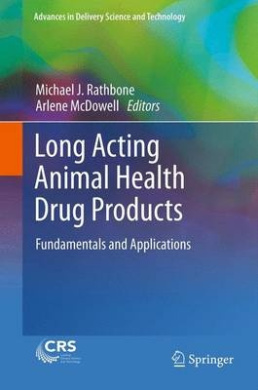 Advances in Delivery Science and Technology
Michael J. Rathbone
Arlene McDowell Editors
Long Acting
Animal Health
Drug Products
Fundamentals and Applications
CRS
Springer